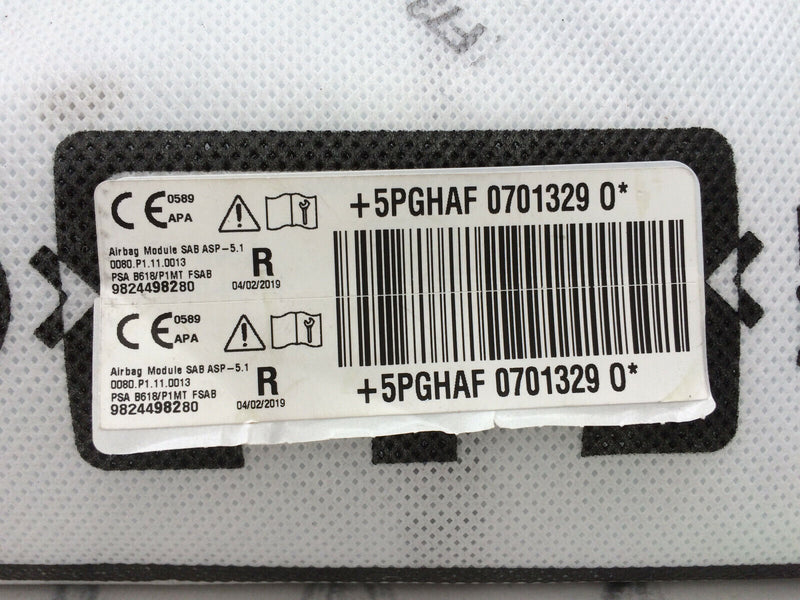 CE 0589
APA
Airbag Module SAB ASP-5.1
0080.P1.11.0013
PSA B618/P1MT FSAB
9824498280
R
04/02/2019
+5PGHAF 0701329 0*
CE 0589
APA
Airbag Module SAB ASP-5.1
0080.P1.11.0013
PSA B618/P1MT FSAB
9824498280
R
04/02/2019
+5PGHAF 0701329 0*